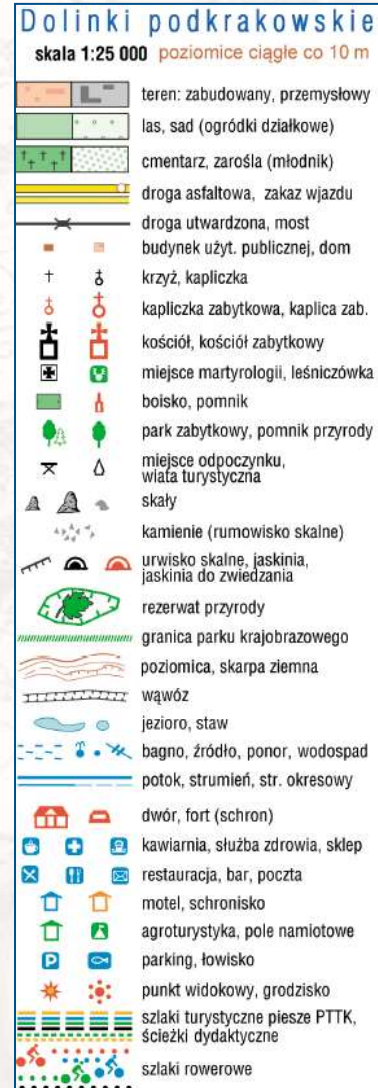 Dolinki podkrakowskie
skala 1:25 000 poziomice ciągłe co 10 m
teren: zabudowany, przemysłowy
las, sad (ogródki działkowe)
cmentarz, zarośla (młodnik)
droga asfaltowa, zakaz wjazdu
droga utwardzona, most
budynek użyt. publicznej, dom
krzyż, kapliczka
kapliczka zabytkowa, kaplica zab.
kościół, kościół zabytkowy
miejsce martyrologii, leśniczówka
boisko, pomnik
park zabytkowy, pomnik przyrody
miejsce odpoczynku,
wiata turystyczna
skały
kamienie (rumowisko skalne)
urwisko skalne, jaskinia,
jaskinia do zwiedzania
rezerwat przyrody
granica parku krajobrazowego
poziomica, skarpa ziemna
wąwóz
jezioro, staw
bagno, źródło, ponor, wodospad
potok, strumień, str. okresowy
dwór, fort (schron)
kawiarnia, służba zdrowia, sklep
restauracja, bar, poczta
motel, schronisko
agroturystyka, pole namiotowe
P parking, łowisko
punkt widokowy, grodzisko
szlaki turystyczne piesze PTTK,
ścieżki dydaktyczne
szlaki rowerowe